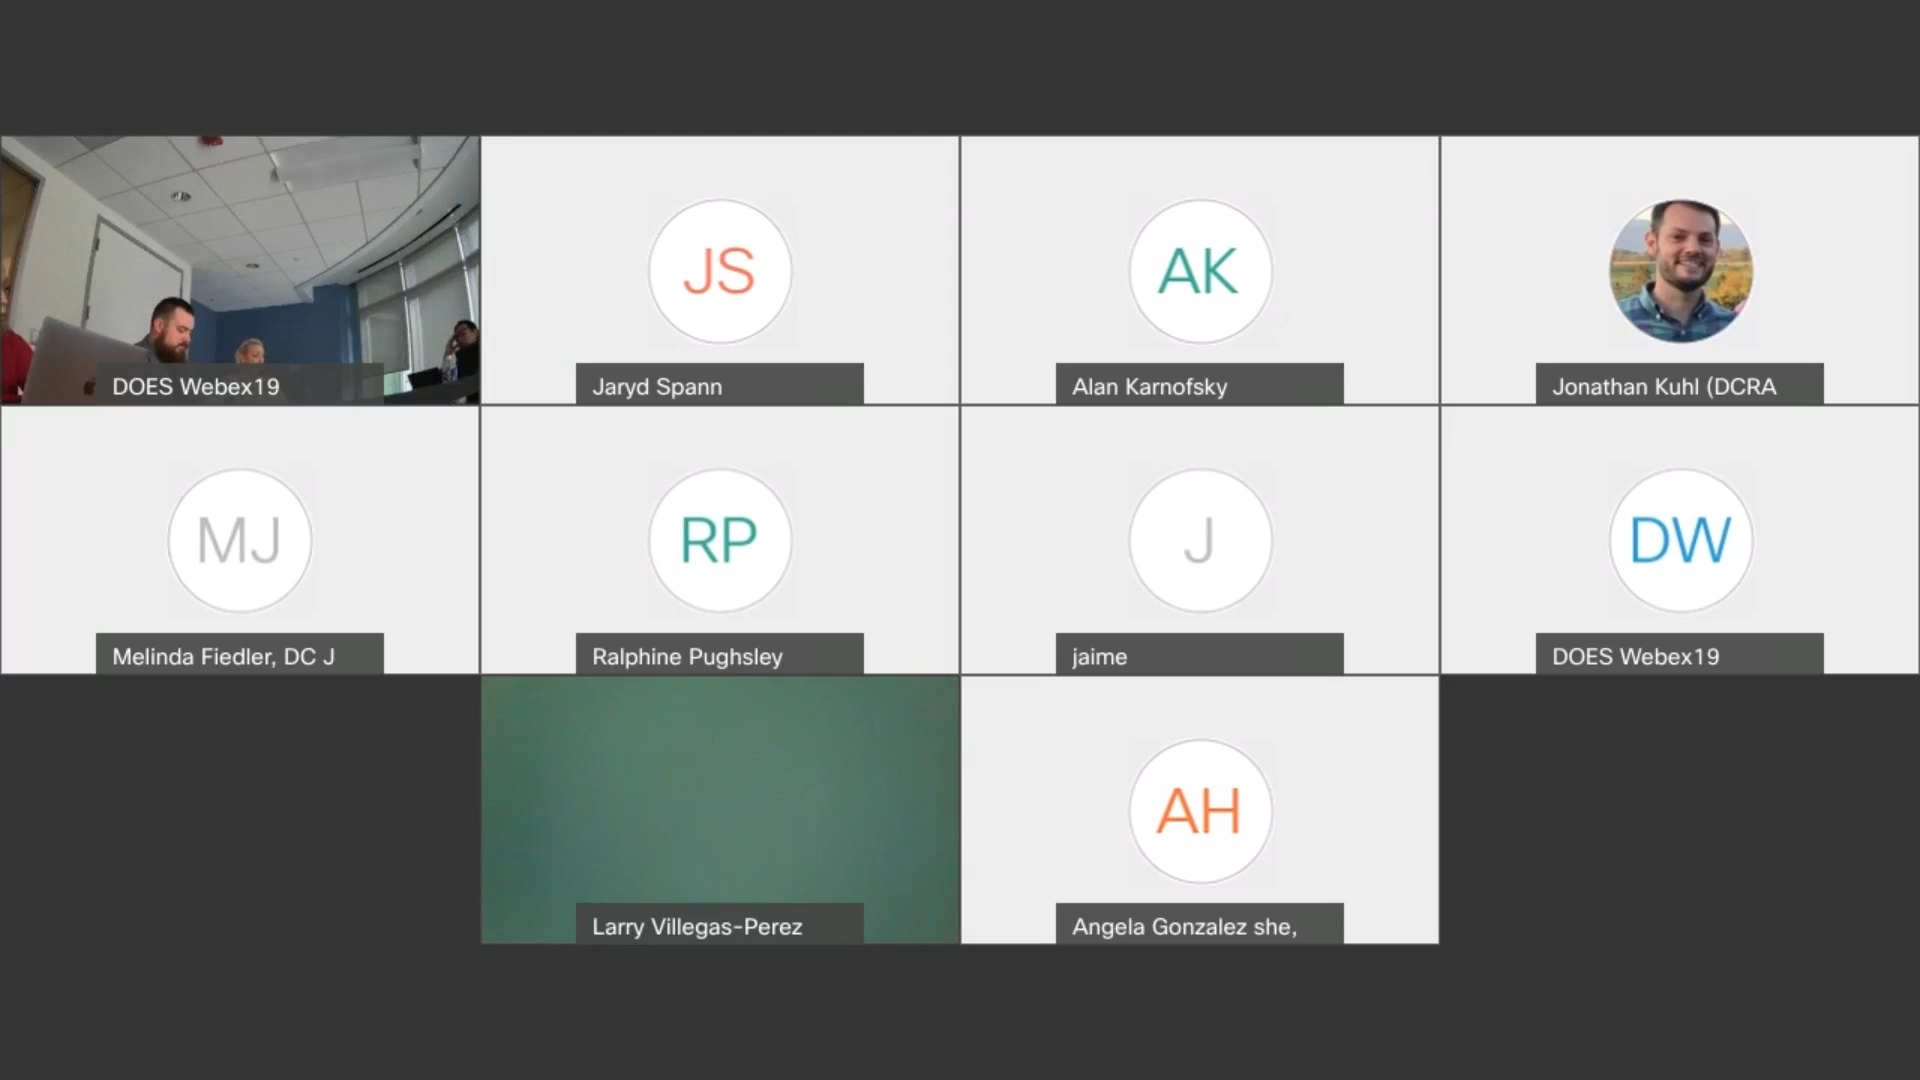 DOES Webex19
JS
Jaryd Spann
AK
Alan Karnofsky
Jonathan Kuhl (DCRA
MJ
Melinda Fiedler, DC J
RP
Ralphine Pughsley
J
jaime
DW
DOES Webex19
Larry Villegas-Perez
AH
Angela Gonzalez she,